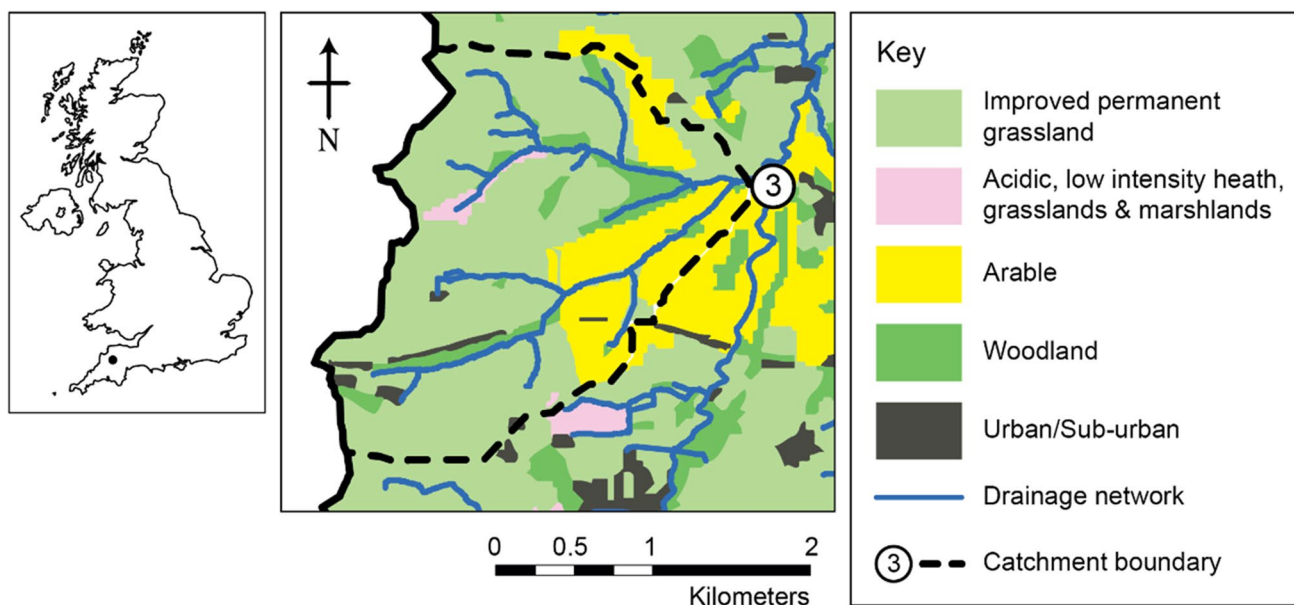 N
3
0 0.5 1 2
Kilometers
Key
Improved permanent
grassland
Acidic, low intensity heath,
grasslands & marshlands
Arable
Woodland
Urban/Sub-urban
Drainage network
3 Catchment boundary